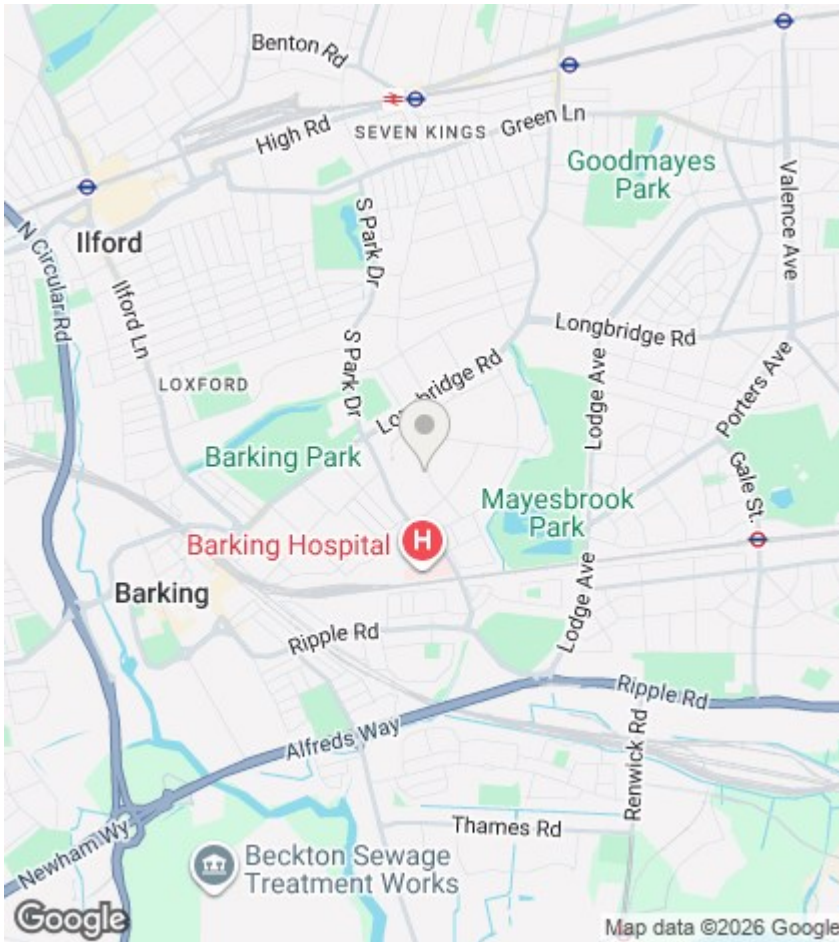 Benton Rd
High Rd
SEVEN KINGS
Green Ln
Goodmayes
Park
Valence Ave
Ilford
N Circular Rd
S Park Dr
Ilford Ln
Longbridge Rd
S Park Dr
LOXFORD
Longbridge Rd
Lodge Ave
Porters Ave
Barking Park
Gale St.
Mayesbrook
Park
Barking Hospital
H
Barking
Lodge Ave
Ripple Rd
Ripple Rd
Alfreds Way
Renwick Rd
Thames Rd
Newham Wy
Beckton Sewage
Treatment Works
Google
Map data ©2026 Google